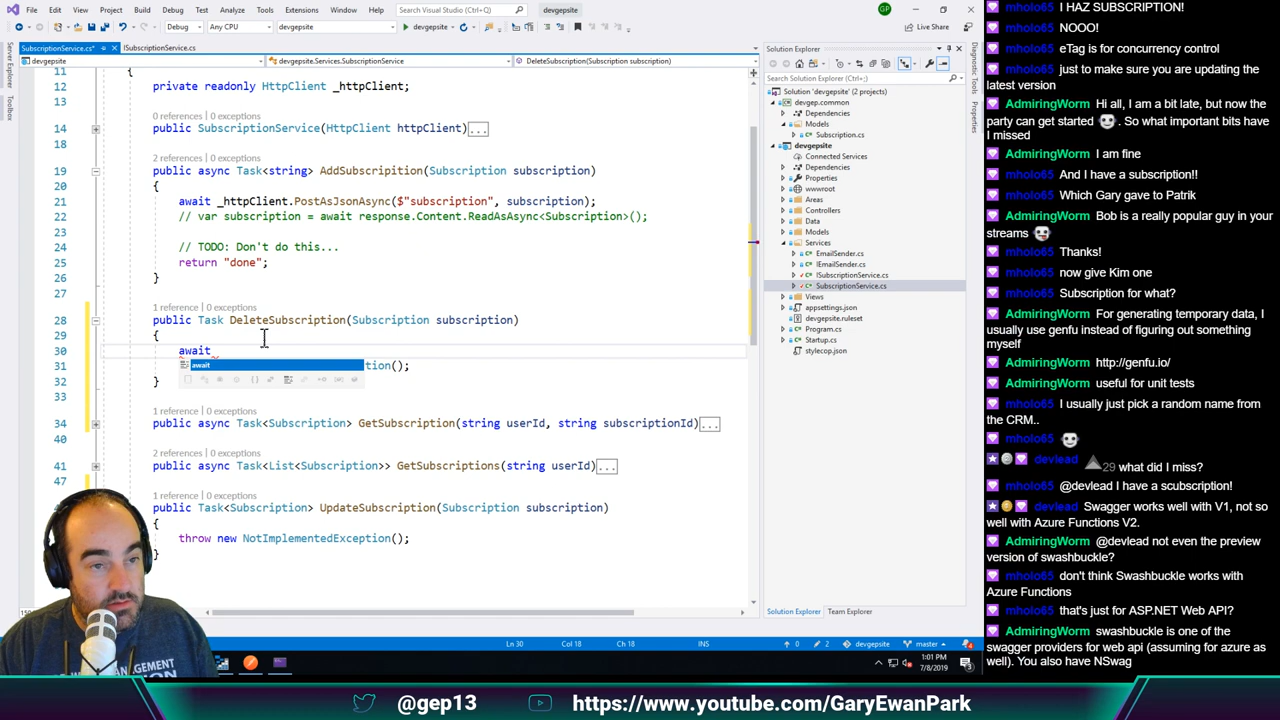 File Edit View Project Build Debug Test Analyze Tools Extensions Window Help Search Visual Studio (Ctrl+Q) devgepsite GP
Debug Any CPU devgepsite devgepsite Live Share
SubscriptionService.cs* ISubscriptionService.cs
devgepsite devgepsite.Services.SubscriptionService DeleteSubscription(Subscription subscription)
Server Explorer
Toolbox
11 {
12 private readonly HttpClient _httpClient;
13
0 references | 0 exceptions
14 public SubscriptionService(HttpClient httpClient)...
18
2 references | 0 exceptions
19 public async Task<string> AddSubscripition(Subscription subscription)
20 {
21 await _httpClient.PostAsJsonAsync($"subscription", subscription);
22 // var subscription = await response.Content.ReadAsAsync<Subscription>();
23
24 // TODO: Don't do this...
25 return "done";
26 }
27
1 reference | 0 exceptions
28 public Task DeleteSubscription(Subscription subscription)
29 {
30 await
await
31 tion();
32 }
33
1 reference | 0 exceptions
34 public async Task<Subscription> GetSubscription(string userId, string subscriptionId)...
40
2 references | 0 exceptions
41 public async Task<List<Subscription>> GetSubscriptions(string userId)...
47
1 reference | 0 exceptions
public Task<Subscription> UpdateSubscription(Subscription subscription)
{
throw new NotImplementedException();
}
Ln 30 Col 18 Ch 18 INS 0 2 devgepsite master
Solution Explorer
Search Solution Explorer (Ctrl+;)
Solution 'devgepsite' (2 projects)
devgep.common
Dependencies
Models
Subscription.cs
devgepsite
Connected Services
Dependencies
Properties
wwwroot
Areas
Controllers
Data
Models
Services
EmailSender.cs
IEmailSender.cs
ISubscriptionService.cs
SubscriptionService.cs
Views
appsettings.json
devgepsite.ruleset
Program.cs
Startup.cs
stylecop.json
Solution Explorer Team Explorer
Diagnostic Tools
Properties
1:01 PM
7/8/2019
mholo65 I HAZ SUBSCRIPTION!
mholo65 NOOO!
mholo65 eTag is for concurrency control
mholo65 just to make sure you are updating the
latest version
AdmiringWorm Hi all, I am a bit late, but now the
party can get started . So what important bits have
I missed
AdmiringWorm I am fine
mholo65 And I have a subscription!!
mholo65 Which Gary gave to Patrik
AdmiringWorm Bob is a really popular guy in your
streams
mholo65 Thanks!
mholo65 now give Kim one
mholo65 Subscription for what?
AdmiringWorm For generating temporary data, I
usually use genfu instead of figuring out something
myself
AdmiringWorm http://genfu.io/
AdmiringWorm useful for unit tests
mholo65 I usually just pick a random name from
the CRM..
mholo65
devlead 29 what did I miss?
mholo65 @devlead I have a scubscription!
devlead Swagger works well with V1, not so
well with Azure Functions V2.
AdmiringWorm @devlead not even the preview
version of swashbuckle?
mholo65 don't think Swashbuckle works with
Azure Functions
mholo65 that's just for ASP.NET Web API?
AdmiringWorm swashbuckle is one of the
swagger providers for web api (assuming for azure as
well). You also have NSwag
@gep13 https://www.youtube.com/GaryEwanPark